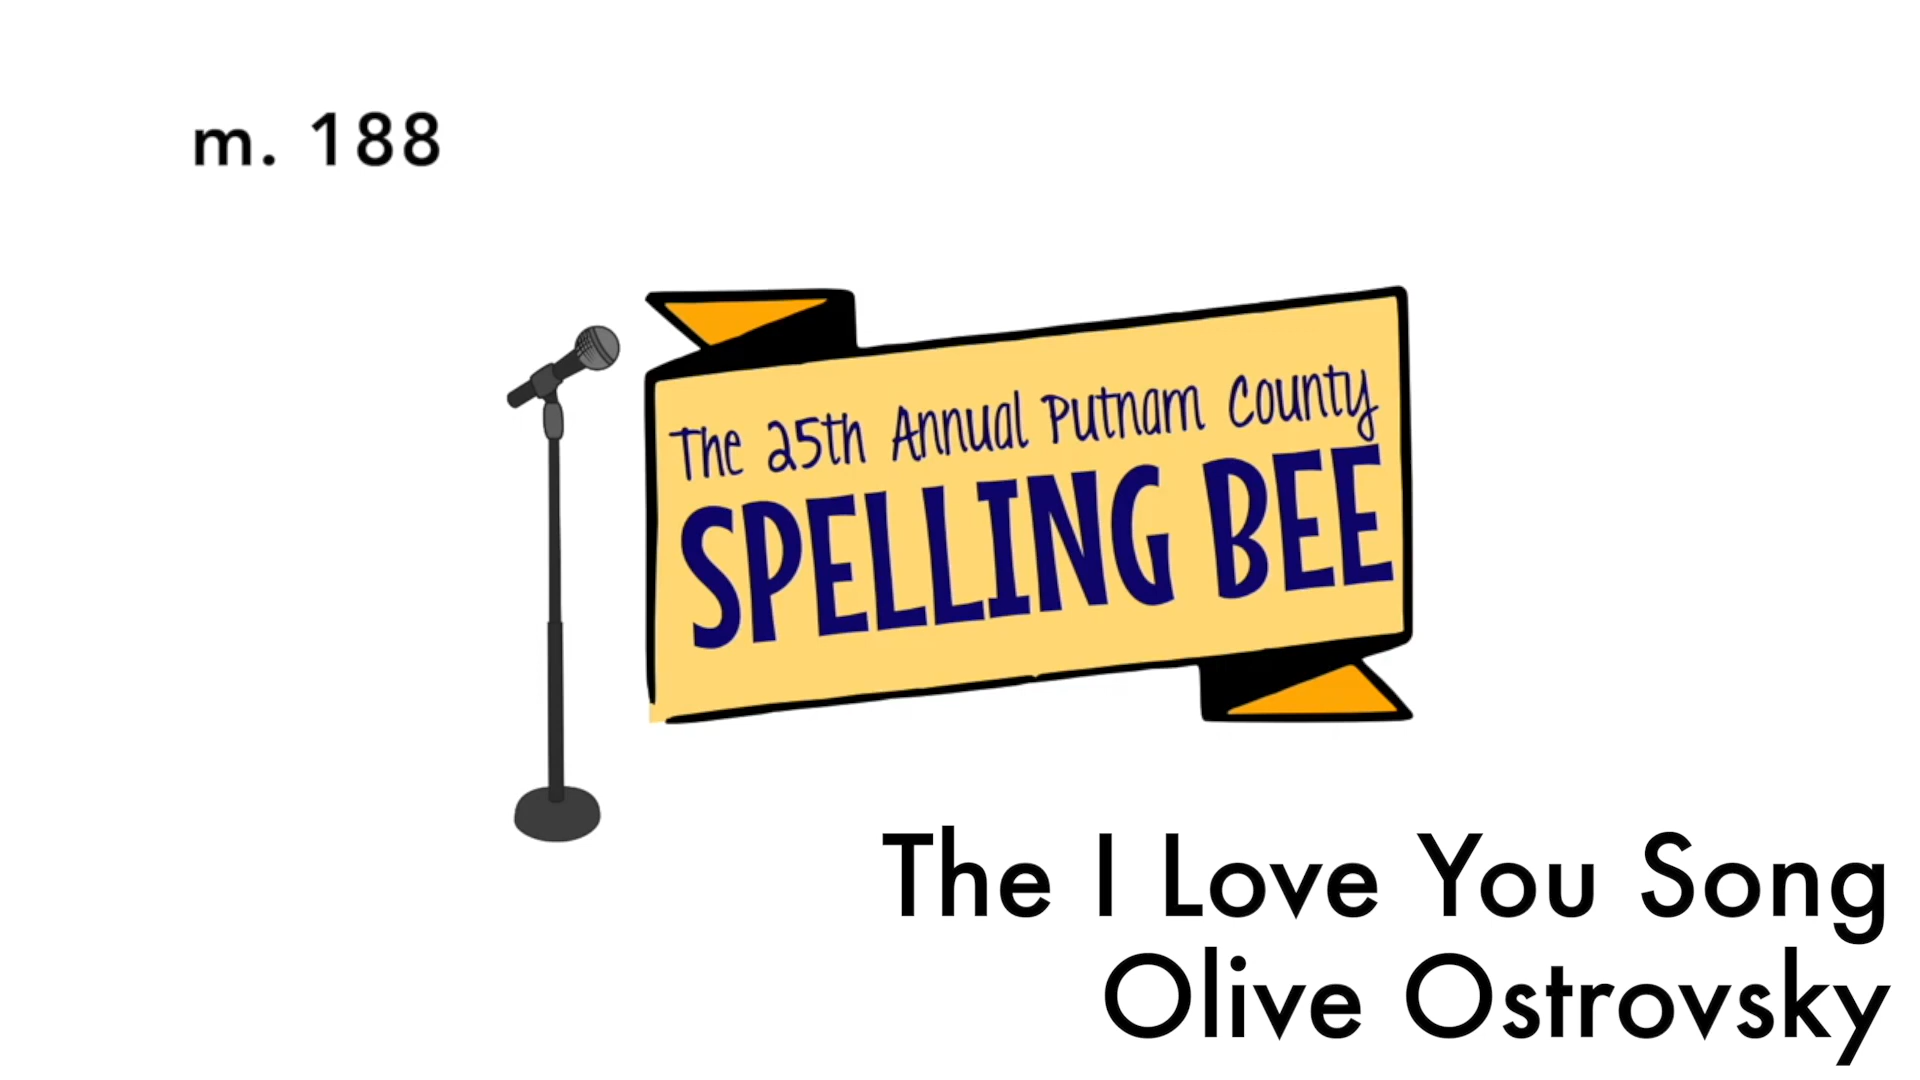 m. 188
The 25th Annual Putnam County
SPELLING BEE
The I Love You Song
Olive Ostrovsky